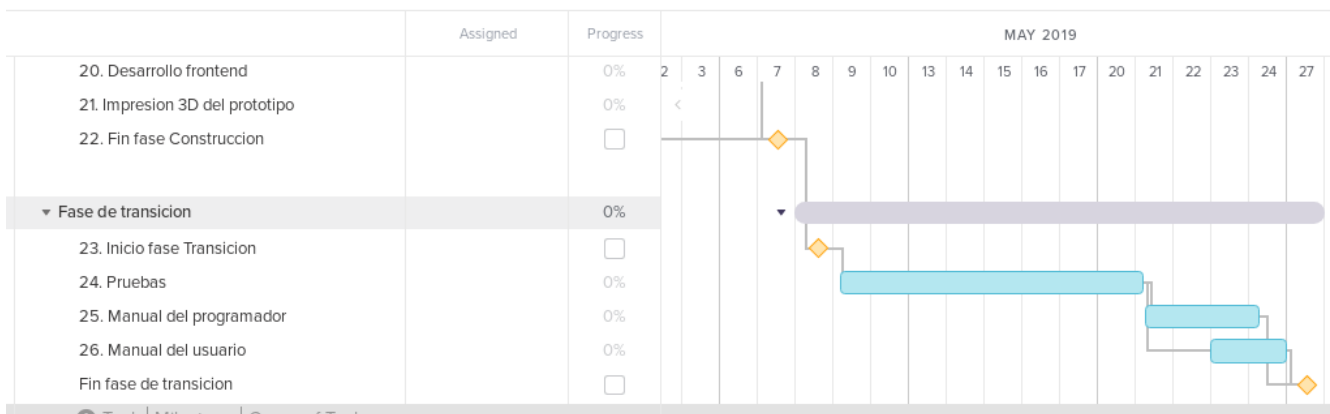 Assigned Progress MAY 2019
20. Desarrollo frontend 0% 2 3 6 7 8 9 10 13 14 15 16 17 20 21 22 23 24 27
21. Impresion 3D del prototipo 0%
22. Fin fase Construccion
Fase de transicion 0%
23. Inicio fase Transicion
24. Pruebas 0%
25. Manual del programador 0%
26. Manual del usuario 0%
Fin fase de transicion